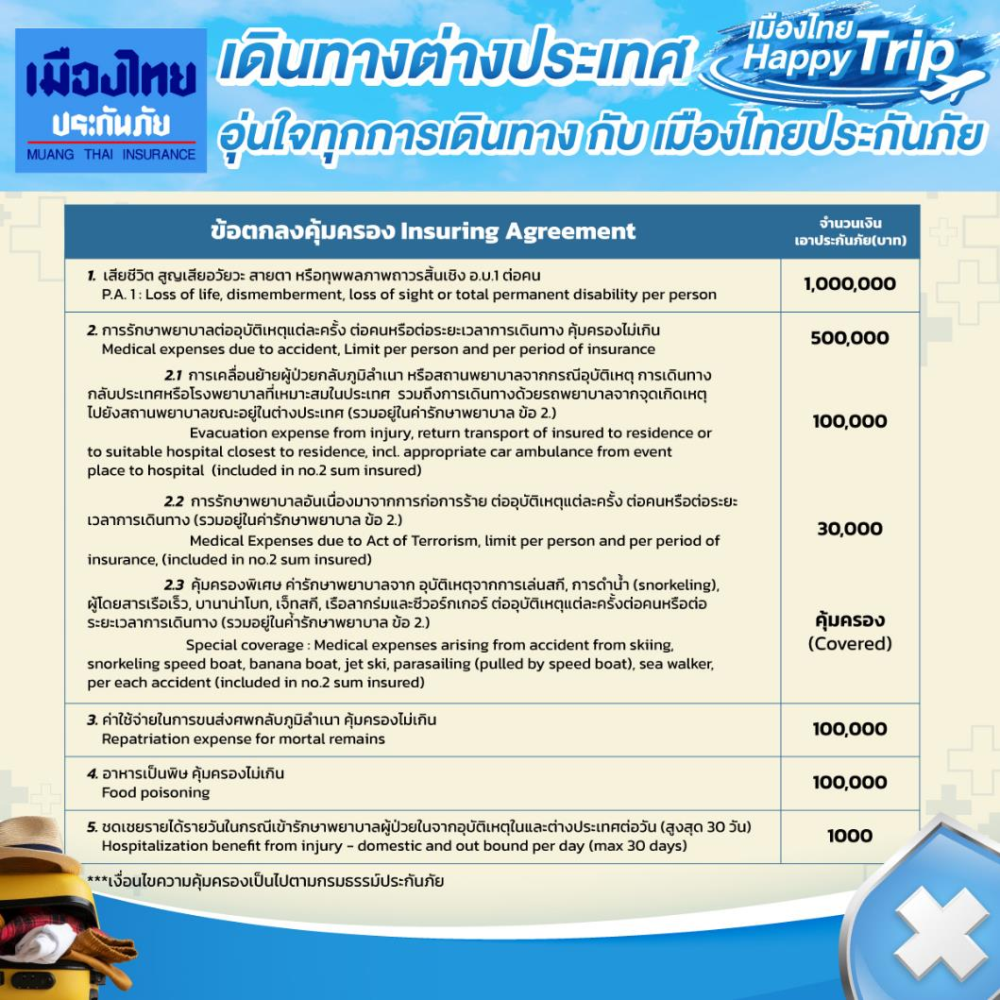 เมืองไทย
ประกันภัย
MUANG THAI INSURANCE
เดินทางต่างประเทศ
เมืองไทย
Happy Trip
อุ่นใจทุกการเดินทาง กับ เมืองไทยประกันภัย
ข้อตกลงคุ้มครอง Insuring Agreement
จำนวนเงิน
เอาประกันภัย(บาท)
1. เสียชีวิต สูญเสียอวัยวะ สายตา หรือทุพพลภาพถาวรสิ้นเชิง อ.บ.1 ต่อคน
P.A. 1 : Loss of life, dismemberment, loss of sight or total permanent disability per person
1,000,000
2. การรักษาพยาบาลต่ออุบัติเหตุแต่ละครั้ง ต่อคนหรือต่อระยะเวลาการเดินทาง คุ้มครองไม่เกิน
Medical expenses due to accident, Limit per person and per period of insurance
500,000
2.1 การเคลื่อนย้ายผู้ป่วยกลับภูมิลำเนา หรือสถานพยาบาลจากกรณีอุบัติเหตุ การเดินทาง
กลับประเทศหรือโรงพยาบาลที่เหมาะสมในประเทศ รวมถึงการเดินทางด้วยรถพยาบาลจากจุดเกิดเหตุ
ไปยังสถานพยาบาลขณะอยู่ในต่างประเทศ (รวมอยู่ในค่ารักษาพยาบาล ข้อ 2.)
Evacuation expense from injury, return transport of insured to residence or
to suitable hospital closest to residence, incl. appropriate car ambulance from event
place to hospital (included in no.2 sum insured)
100,000
2.2 การรักษาพยาบาลอันเนื่องมาจากการก่อการร้าย ต่ออุบัติเหตุแต่ละครั้ง ต่อคนหรือต่อระยะ
เวลาการเดินทาง (รวมอยู่ในค่ารักษาพยาบาล ข้อ 2.)
Medical Expenses due to Act of Terrorism, limit per person and per period of
insurance, (included in no.2 sum insured)
30,000
2.3 คุ้มครองพิเศษ ค่ารักษาพยาบาลจาก อุบัติเหตุจากการเล่นสกี, การดำน้ำ (snorkeling),
ผู้โดยสารเรือเร็ว, บานาน่าโบท, เจ็ทสกี, เรือลากร่มและซีวอร์กเกอร์ ต่ออุบัติเหตุแต่ละครั้งต่อคนหรือต่อ
ระยะเวลาการเดินทาง (รวมอยู่ในค่ำรักษาพยาบาล ข้อ 2.)
Special coverage : Medical expenses arising from accident from skiing,
snorkeling speed boat, banana boat, jet ski, parasailing (pulled by speed boat), sea walker,
per each accident (included in no.2 sum insured)
คุ้มครอง
(Covered)
3. ค่าใช้จ่ายในการขนส่งศพกลับภูมิลำเนา คุ้มครองไม่เกิน
Repatriation expense for mortal remains
100,000
4. อาหารเป็นพิษ คุ้มครองไม่เกิน
Food poisoning
100,000
5. ชดเชยรายได้รายวันในกรณีเข้ารักษาพยาบาลผู้ป่วยในจากอุบัติเหตุในและต่างประเทศต่อวัน (สูงสุด 30 วัน)
Hospitalization benefit from injury - domestic and out bound per day (max 30 days)
1000
***เงื่อนไขความคุ้มครองเป็นไปตามกรมธรรม์ประกันภัย